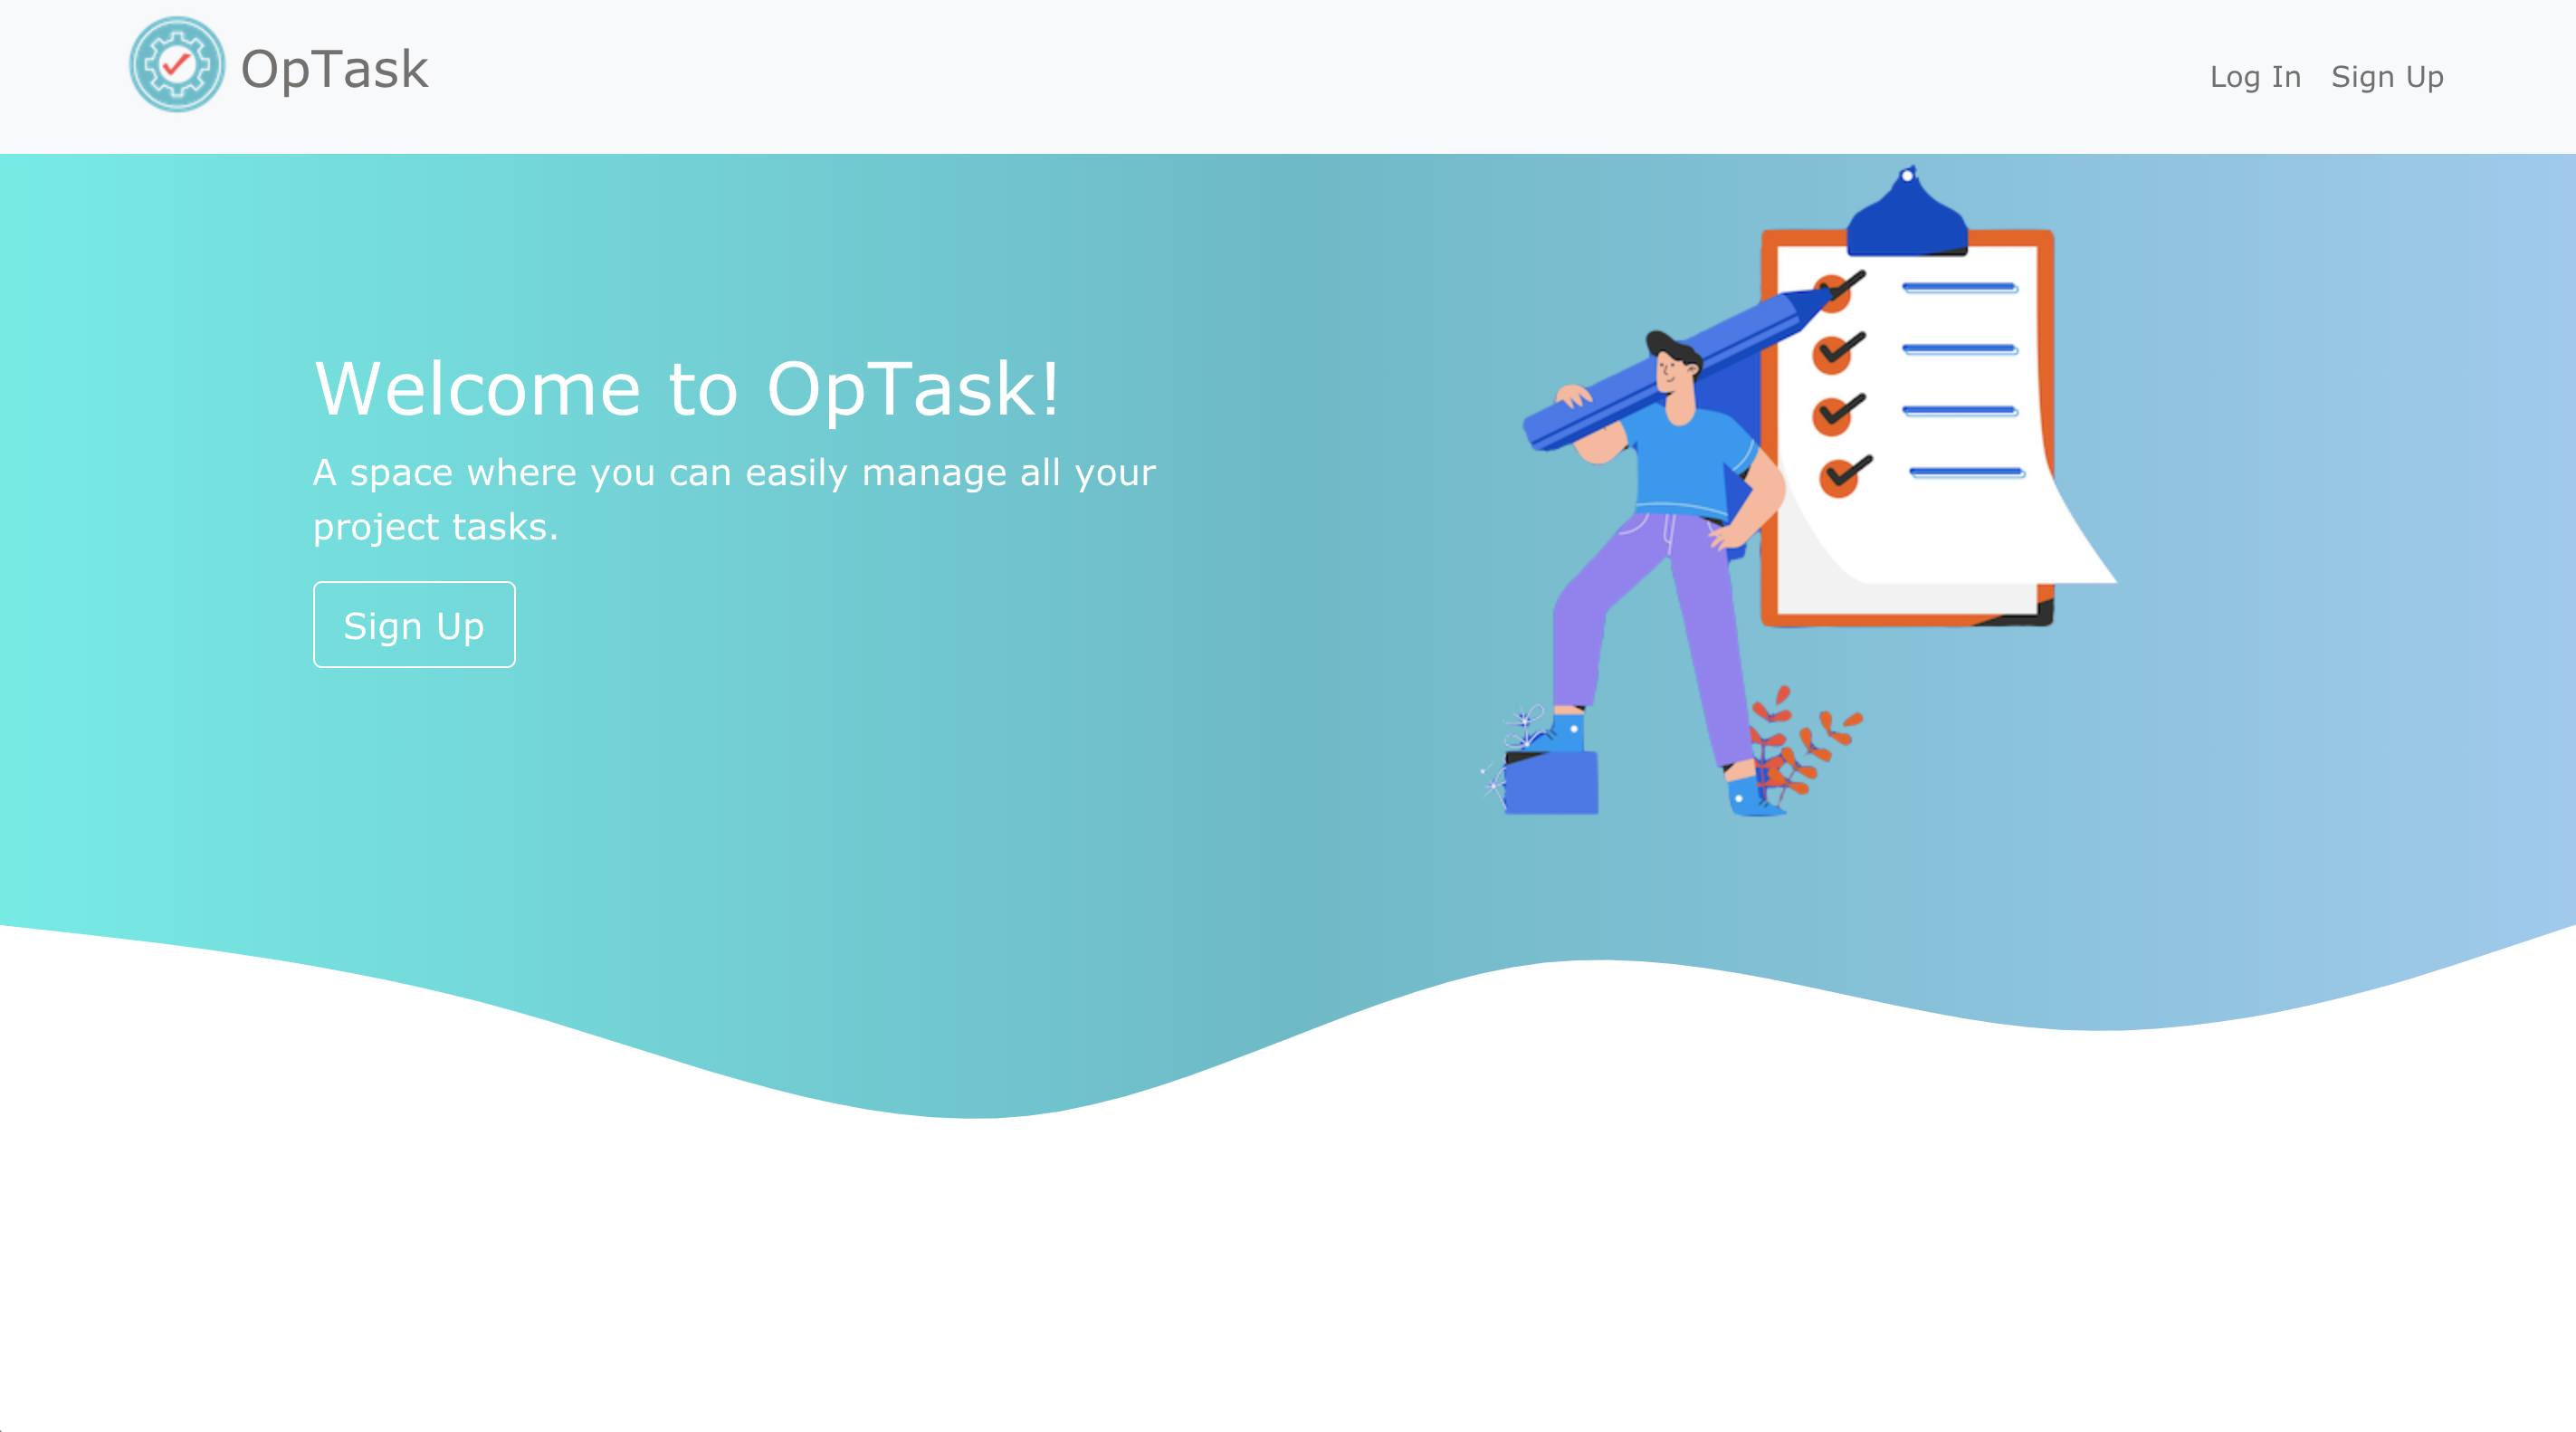 OpTask
Log In
Sign Up
Welcome to OpTask!
A space where you can easily manage all your
project tasks.
Sign Up